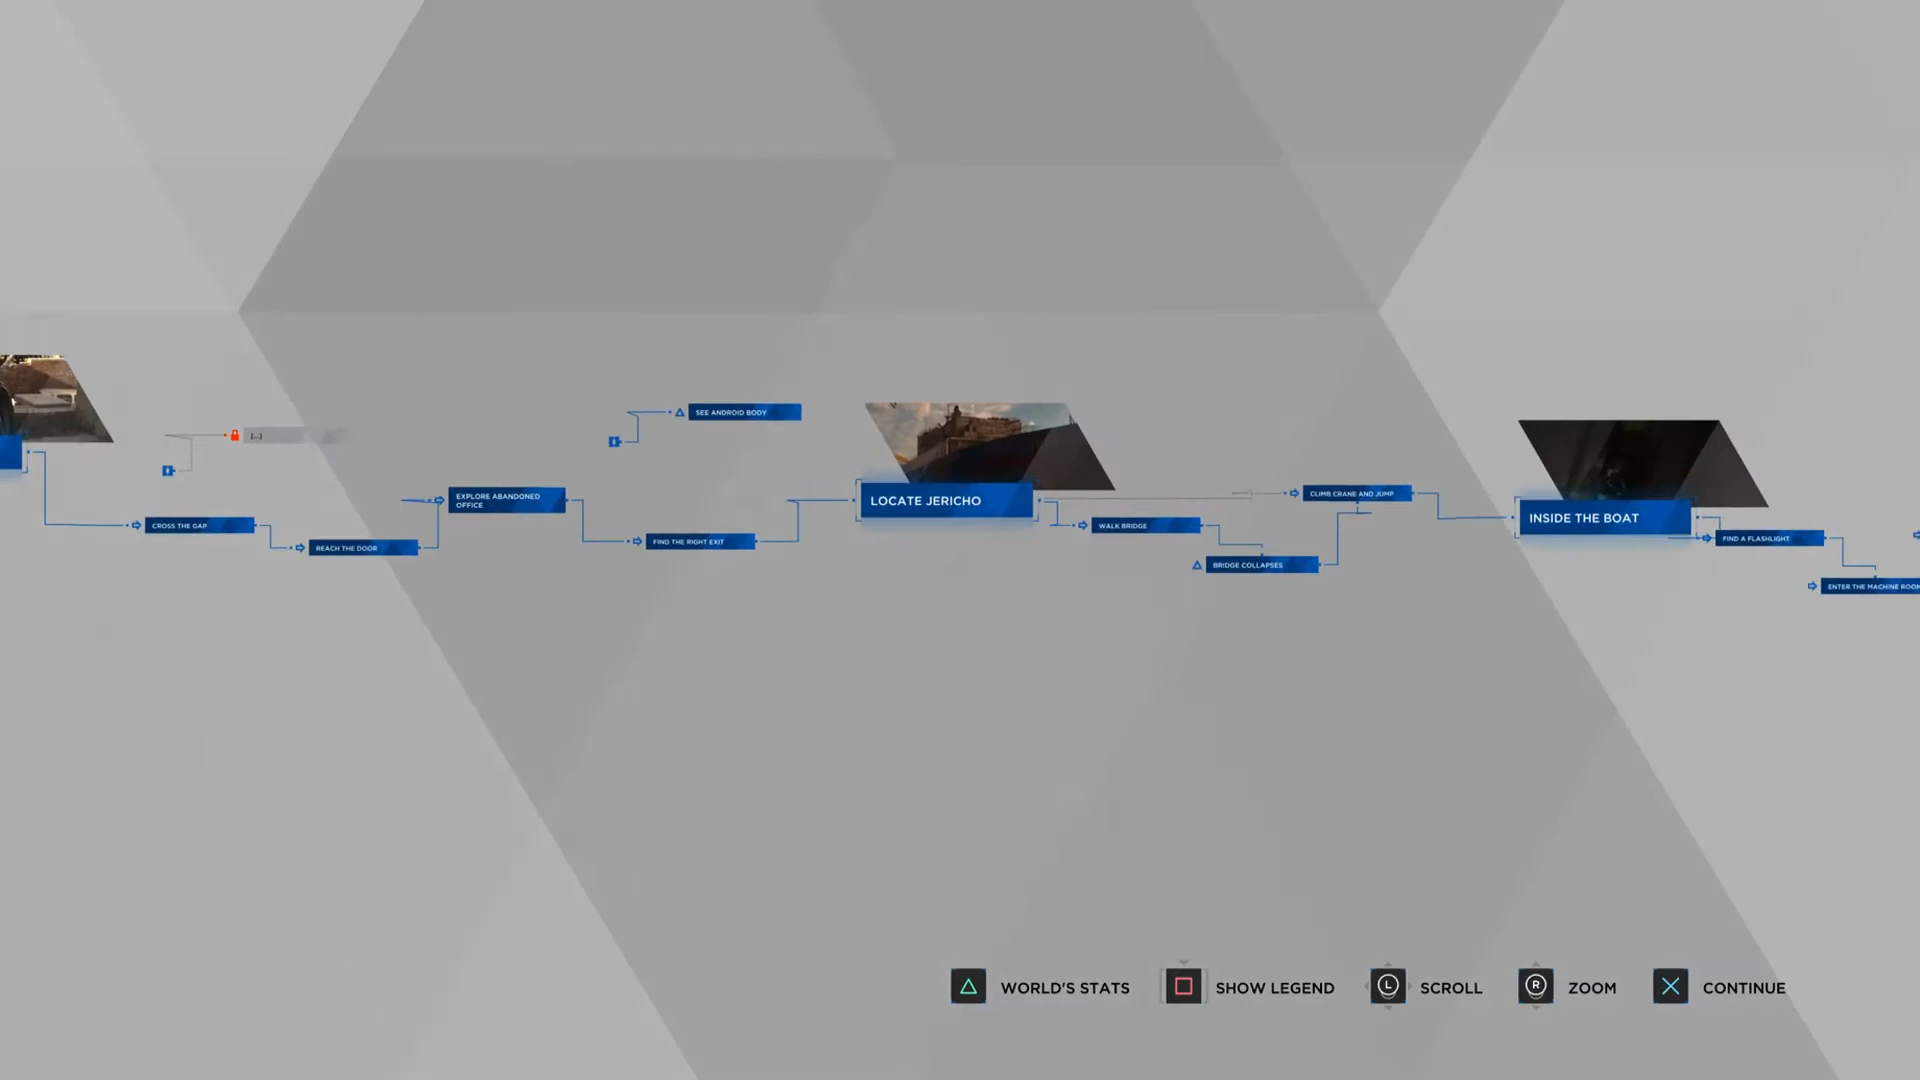 SEE ANDROID BODY
[...]
EXPLORE ABANDONED
OFFICE
LOCATE JERICHO
CLIMB CRANE AND JUMP
INSIDE THE BOAT
CROSS THE GAP
WALK BRIDGE
REACH THE DOOR
FIND THE RIGHT EXIT
FIND A FLASHLIGHT
BRIDGE COLLAPSES
ENTER THE MACHINE ROOM
WORLD'S STATS
SHOW LEGEND
L
SCROLL
R
ZOOM
CONTINUE